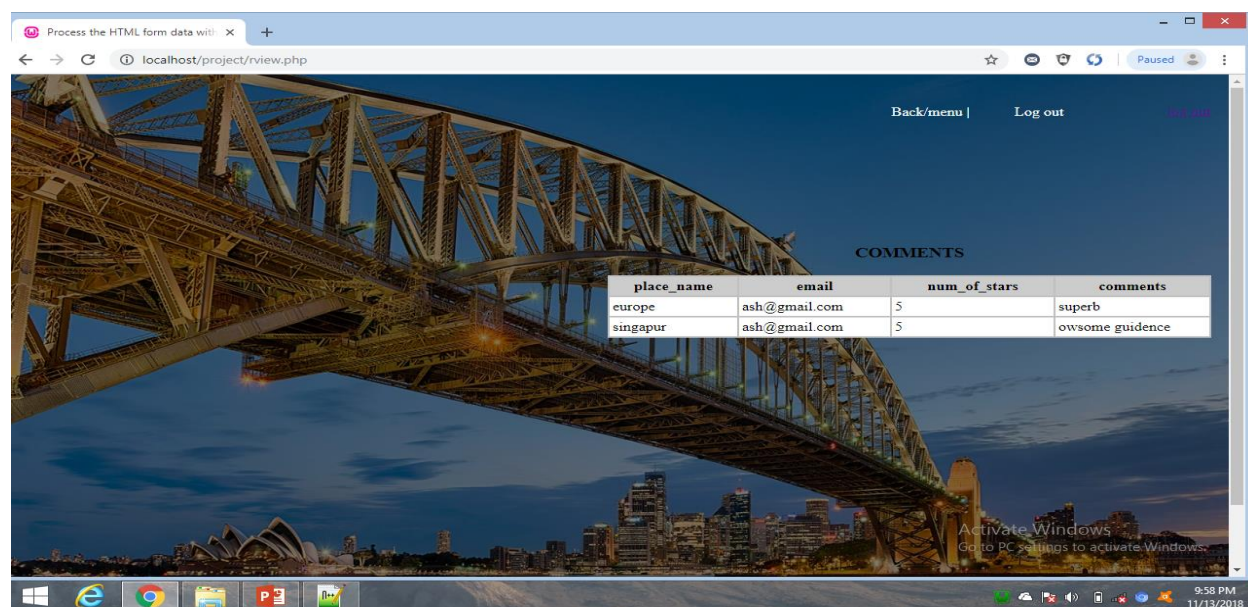 Process the HTML form data with
localhost/project/rview.php
Paused
Back/menu | Log out
COMMENTS
place_name email num_of_stars comments
europe ash@gmail.com 5 superb
singapur ash@gmail.com 5 owsome guidence
Activate Windows
Go to PC settings to activate Windows.
9:58 PM
11/13/2018